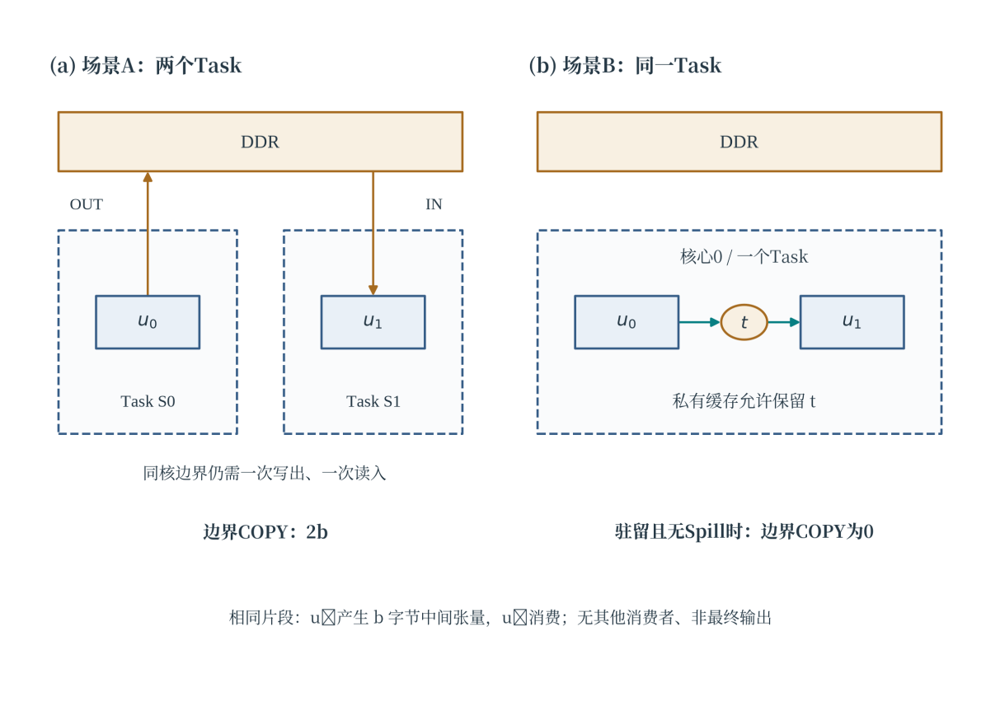 (a) 场景A：两个Task
DDR
OUT
IN
u₀
u₁
Task S0
Task S1
同核边界仍需一次写出、一次读入
边界COPY：2b
(b) 场景B：同一Task
DDR
核心0 / 一个Task
u₀
t
u₁
私有缓存允许保留 t
驻留且无Spill时：边界COPY为0
相同片段：u☒产生 b 字节中间张量，u☒消费；无其他消费者、非最终输出